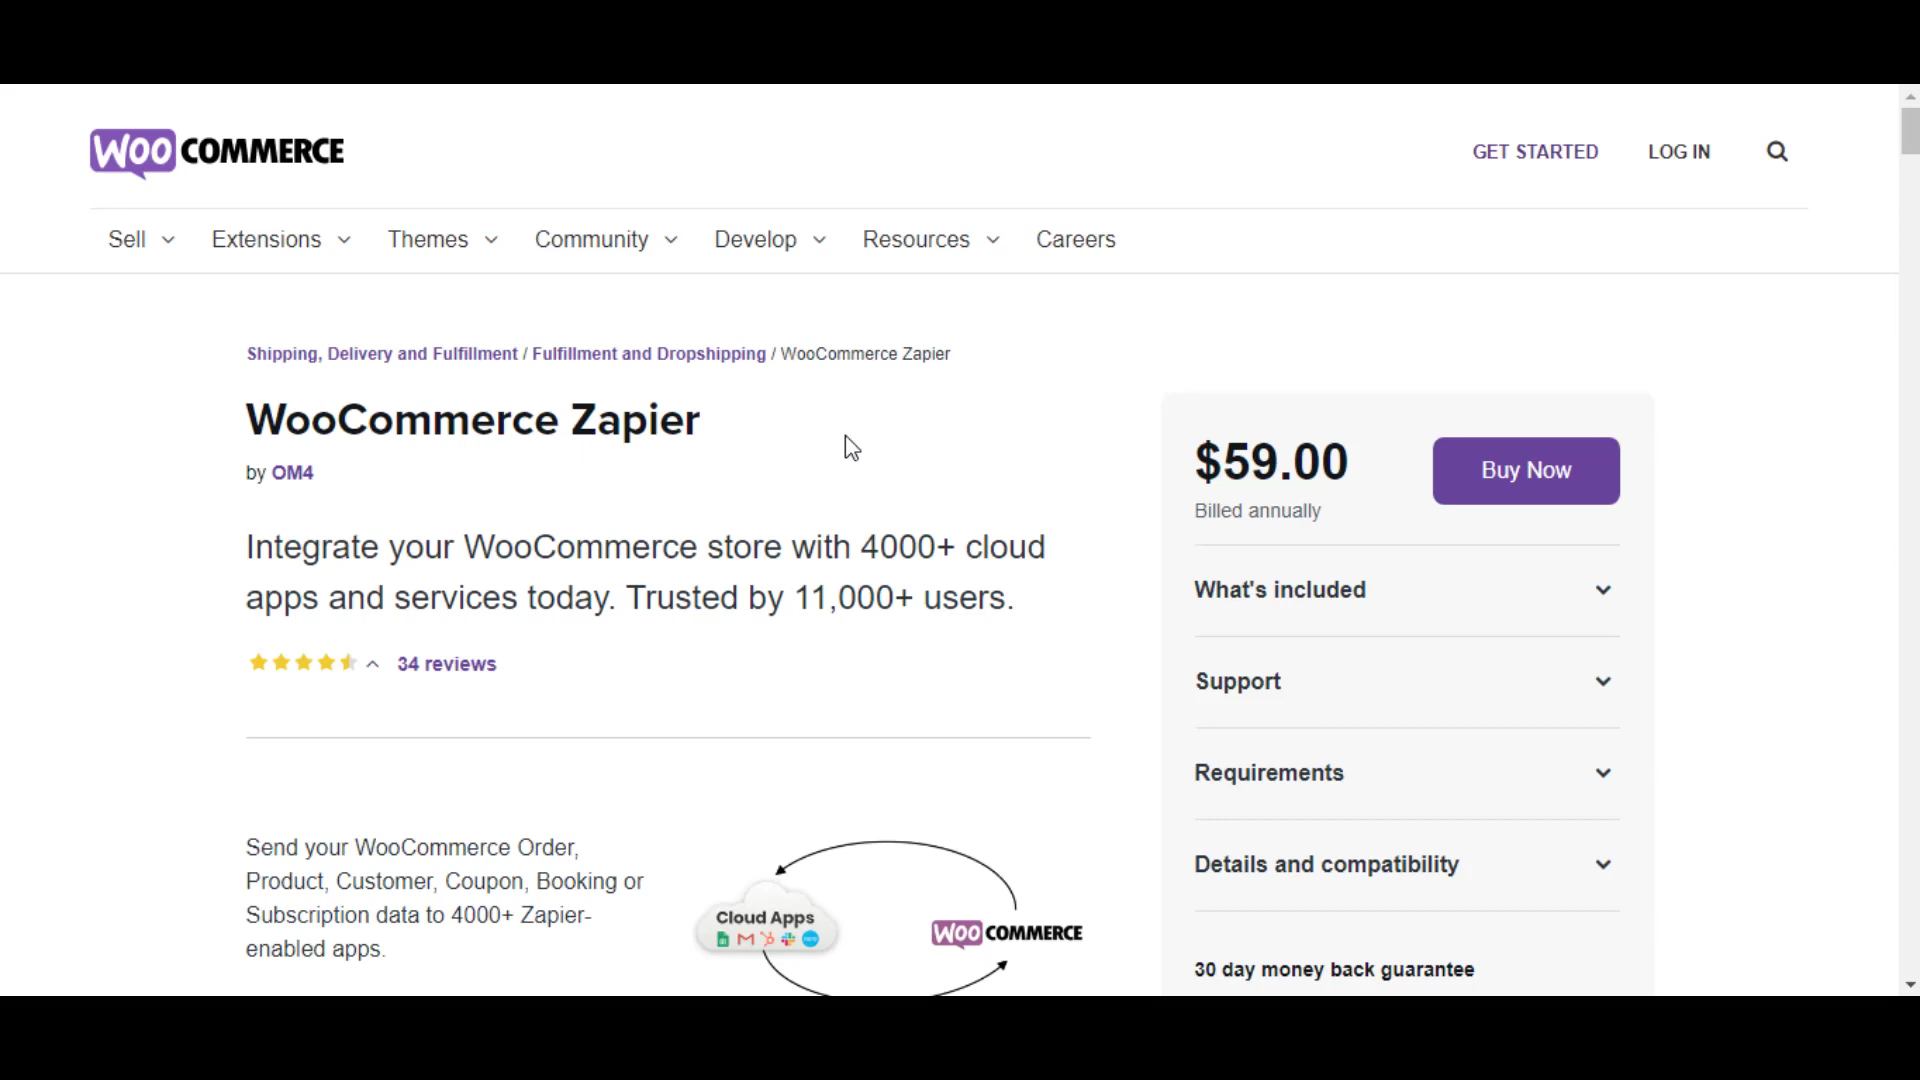 WOO COMMERCE
GET STARTED
LOG IN
Sell
Extensions
Themes
Community
Develop
Resources
Careers
Shipping, Delivery and Fulfillment / Fulfillment and Dropshipping / WooCommerce Zapier
WooCommerce Zapier
by OM4
Integrate your WooCommerce store with 4000+ cloud
apps and services today. Trusted by 11,000+ users.
34 reviews
Send your WooCommerce Order,
Product, Customer, Coupon, Booking or
Subscription data to 4000+ Zapier-
enabled apps.
Cloud Apps
WOO COMMERCE
$59.00
Buy Now
Billed annually
What's included
Support
Requirements
Details and compatibility
30 day money back guarantee